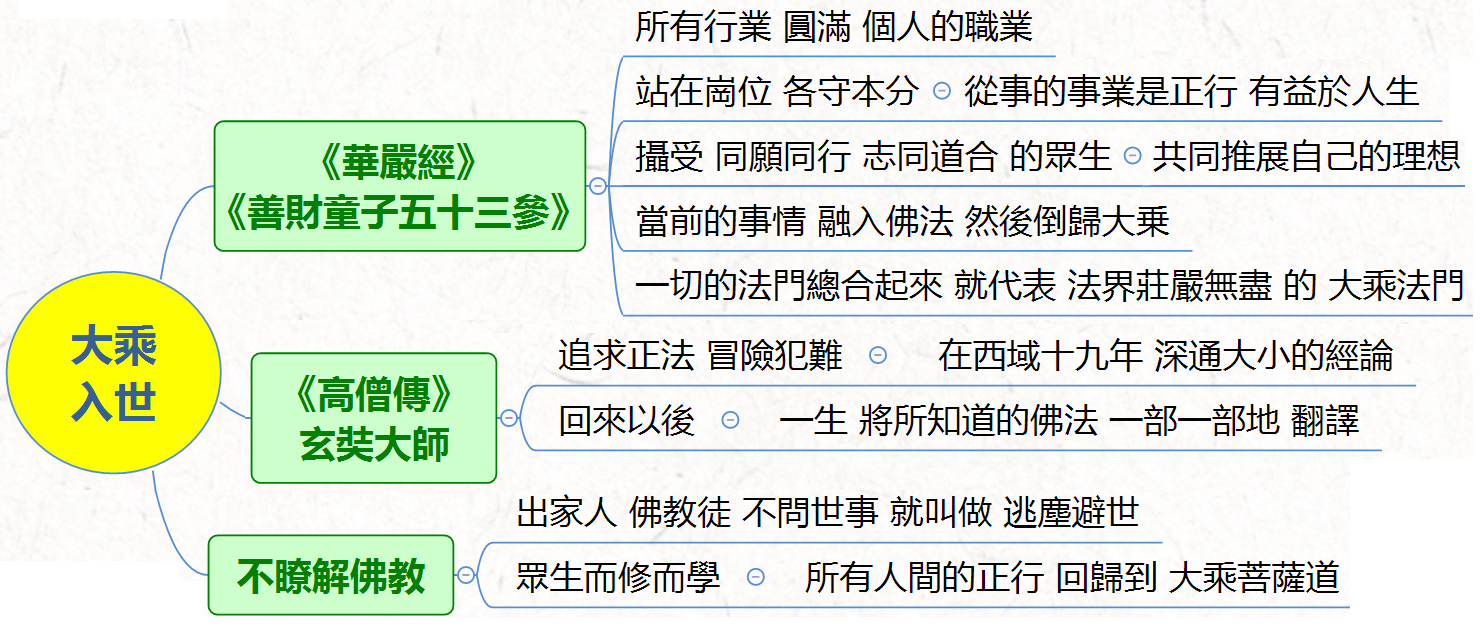 大乘
入世
《華嚴經》
《善財童子五十三參》
所有行業 圓滿 個人的職業
站在崗位 各守本分 從事的事業是正行 有益於人生
攝受 同願同行 志同道合 的眾生 共同推展自己的理想
當前的事情 融入佛法 然後倒歸大乘
一切的法門總合起來 就代表 法界莊嚴無盡 的 大乘法門
《高僧傳》
玄奘大師
追求正法 冒險犯難 在西域十九年 深通大小的經論
回來以後 一生 將所知道的佛法 一部一部地 翻譯
不瞭解佛教
出家人 佛教徒 不問世事 就叫做 逃塵避世
眾生而修而學 所有人間的正行 回歸到 大乘菩薩道